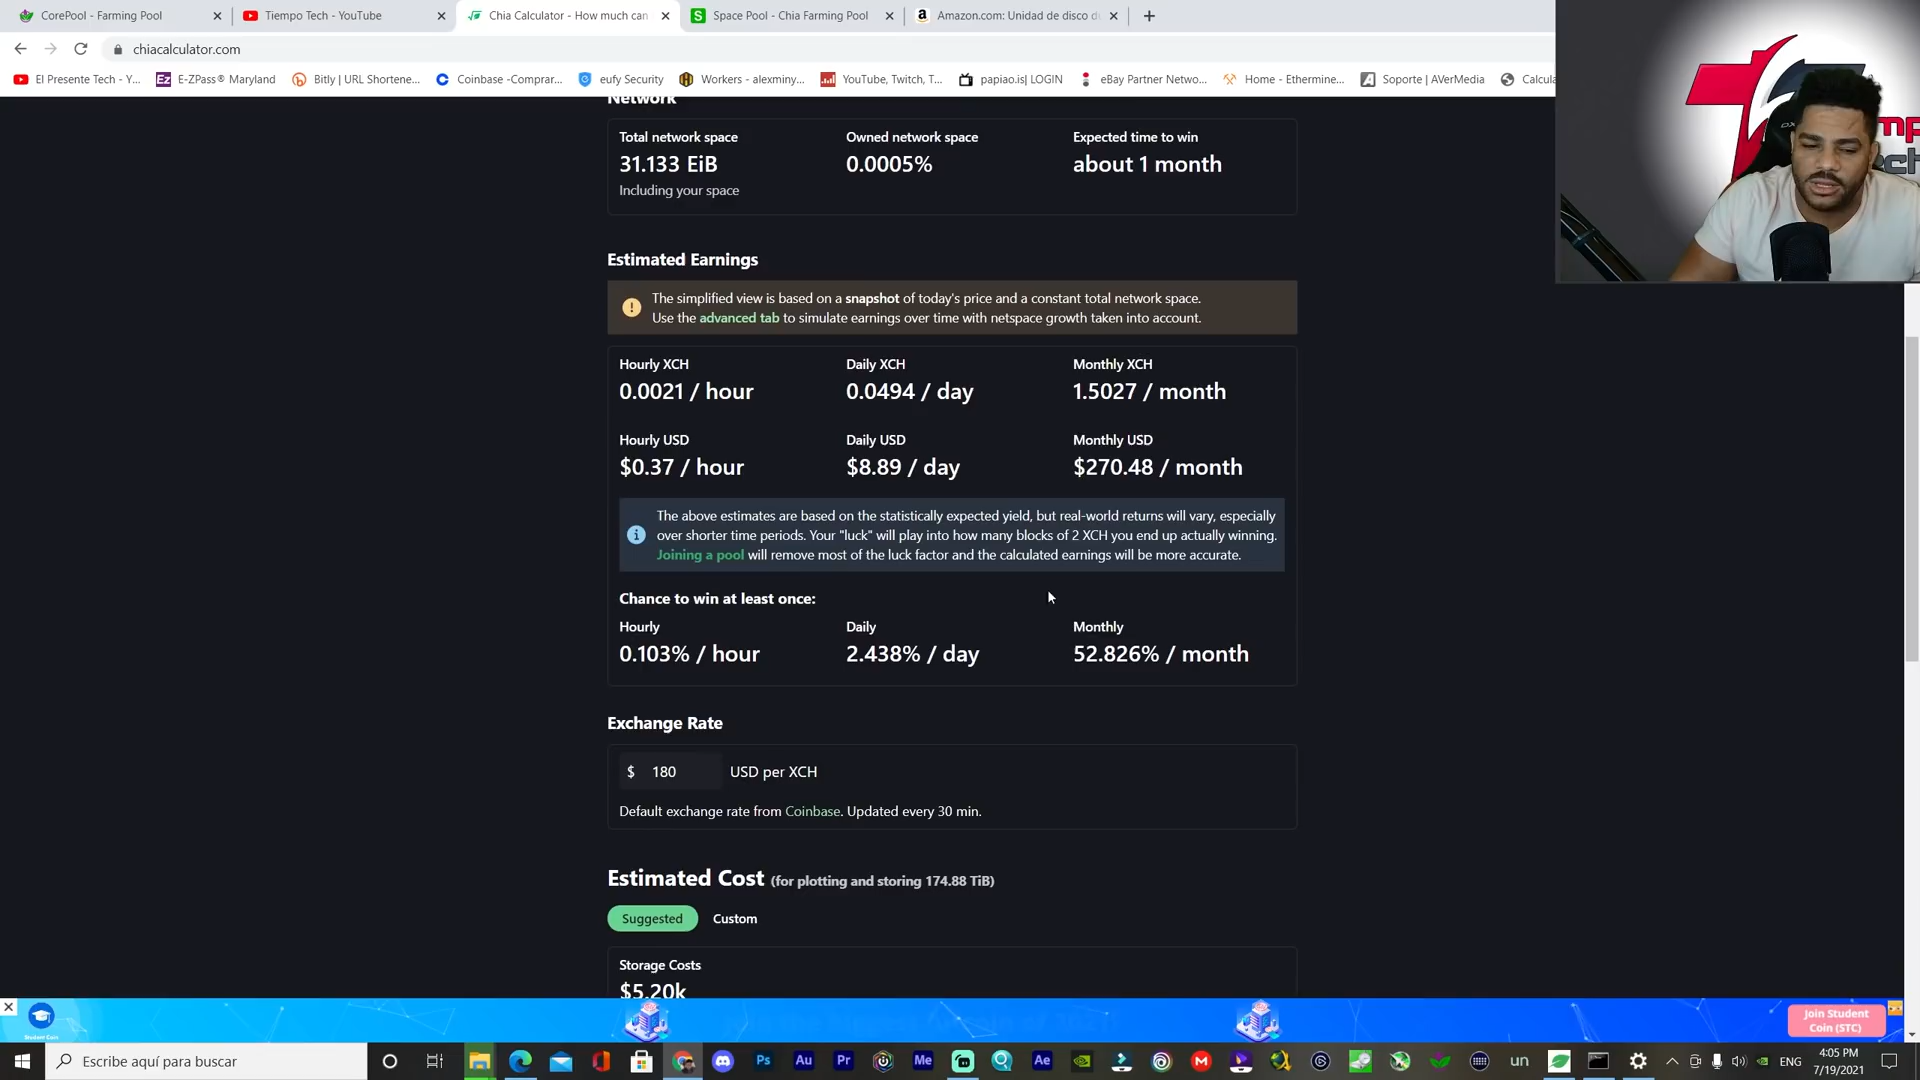 CorePool - Farming Pool
Tiempo Tech - YouTube
Chia Calculator - How much can
Space Pool - Chia Farming Pool
Amazon.com: Unidad de disco d
chiacalculator.com
El Presente Tech - Y...
E-ZPass® Maryland
Bitly | URL Shortene...
Coinbase -Comprar...
eufy Security
Workers - alexminy...
YouTube, Twitch, T...
papiao.is| LOGIN
eBay Partner Netwo...
Home - Ethermine...
Soporte | AVerMedia
Calcula
Network
Total network space
31.133 EiB
Including your space
Owned network space
0.0005%
Expected time to win
about 1 month
Estimated Earnings
The simplified view is based on a snapshot of today's price and a constant total network space.
Use the advanced tab to simulate earnings over time with netspace growth taken into account.
Hourly XCH
0.0021 / hour
Daily XCH
0.0494 / day
Monthly XCH
1.5027 / month
Hourly USD
$0.37 / hour
Daily USD
$8.89 / day
Monthly USD
$270.48 / month
The above estimates are based on the statistically expected yield, but real-world returns will vary, especially
over shorter time periods. Your "luck" will play into how many blocks of 2 XCH you end up actually winning.
Joining a pool will remove most of the luck factor and the calculated earnings will be more accurate.
Chance to win at least once:
Hourly
0.103% / hour
Daily
2.438% / day
Monthly
52.826% / month
Exchange Rate
$ 180 USD per XCH
Default exchange rate from Coinbase. Updated every 30 min.
Estimated Cost (for plotting and storing 174.88 TiB)
Suggested
Custom
Storage Costs
$5.20k
Student Coin
Join Student
Coin (STC)
Escribe aquí para buscar
Ps
Au
Pr
Me
Ae
un
ENG
4:05 PM
7/19/2021